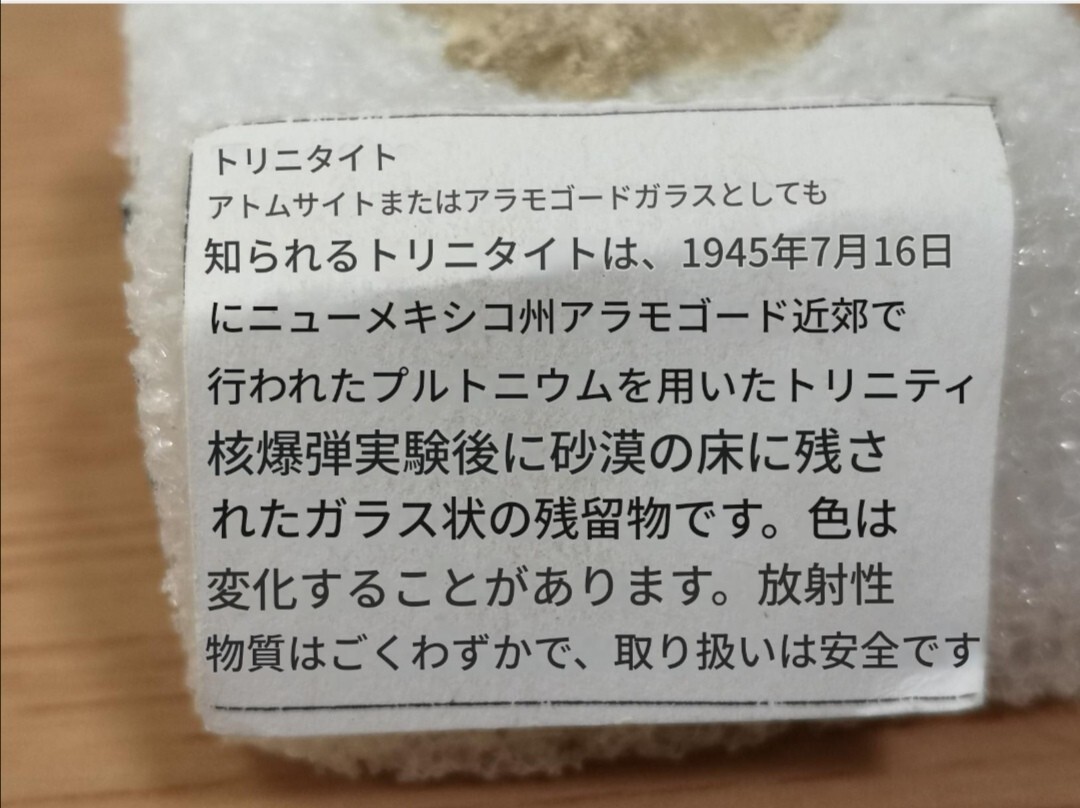 トリニタイト
アトムサイトまたはアラモゴードガラスとしても
知られるトリニタイトは、1945年7月16日
にニューメキシコ州アラモゴード近郊で
行われたプルトニウムを用いたトリニティ
核爆弾実験後に砂漠の床に残さ
れたガラス状の残留物です。色は
変化することがあります。放射性
物質はごくわずかで、取り扱いは安全です